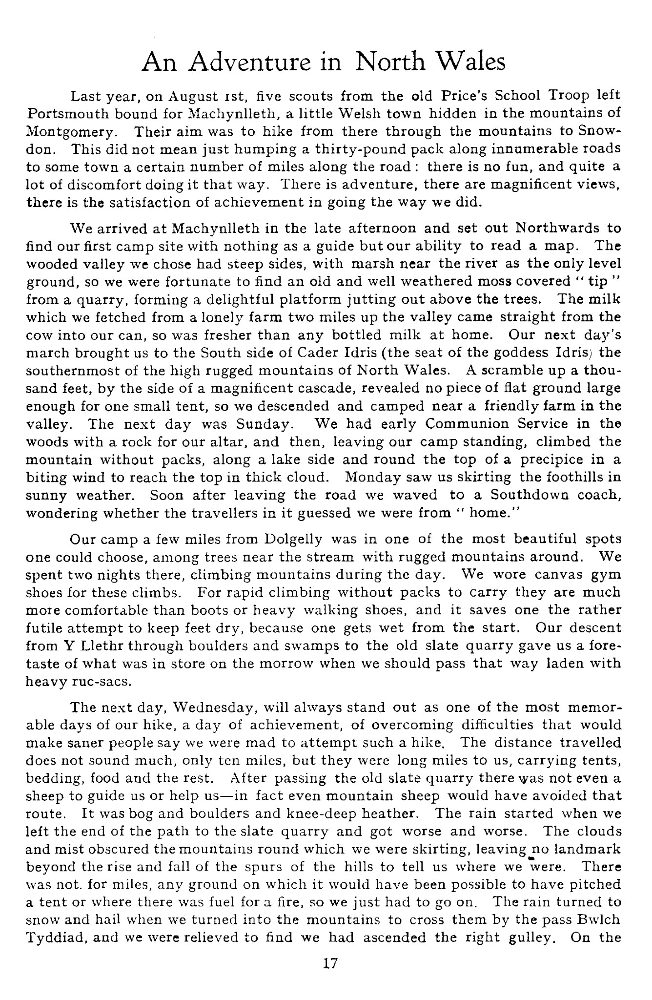 An Adventure in North Wales
Last year, on August 1st, five scouts from the old Price's School Troop left
Portsmouth bound for Machynlleth, a little Welsh town hidden in the mountains of
Montgomery. Their aim was to hike from there through the mountains to Snow-
don. This did not mean just humping a thirty-pound pack along innumerable roads
to some town a certain number of miles along the road : there is no fun, and quite a
lot of discomfort doing it that way. There is adventure, there are magnificent views,
there is the satisfaction of achievement in going the way we did.
We arrived at Machynlleth in the late afternoon and set out Northwards to
find our first camp site with nothing as a guide but our ability to read a map. The
wooded valley we chose had steep sides, with marsh near the river as the only level
ground, so we were fortunate to find an old and well weathered moss covered " tip "
from a quarry, forming a delightful platform jutting out above the trees. The milk
which we fetched from a lonely farm two miles up the valley came straight from the
cow into our can, so was fresher than any bottled milk at home. Our next day's
march brought us to the South side of Cader Idris (the seat of the goddess Idris) the
southernmost of the high rugged mountains of North Wales. A scramble up a thou-
sand feet, by the side of a magnificent cascade, revealed no piece of flat ground large
enough for one small tent, so we descended and camped near a friendly farm in the
valley. The next day was Sunday. We had early Communion Service in the
woods with a rock for our altar, and then, leaving our camp standing, climbed the
mountain without packs, along a lake side and round the top of a precipice in a
biting wind to reach the top in thick cloud. Monday saw us skirting the foothills in
sunny weather. Soon after leaving the road we waved to a Southdown coach,
wondering whether the travellers in it guessed we were from " home."
Our camp a few miles from Dolgelly was in one of the most beautiful spots
one could choose, among trees near the stream with rugged mountains around. We
spent two nights there, climbing mountains during the day. We wore canvas gym
shoes for these climbs. For rapid climbing without packs to carry they are much
more comfortable than boots or heavy walking shoes, and it saves one the rather
futile attempt to keep feet dry, because one gets wet from the start. Our descent
from Y Llethr through boulders and swamps to the old slate quarry gave us a fore-
taste of what was in store on the morrow when we should pass that way laden with
heavy ruc-sacs.
The next day, Wednesday, will always stand out as one of the most memor-
able days of our hike, a day of achievement, of overcoming difficulties that would
make saner people say we were mad to attempt such a hike. The distance travelled
does not sound much, only ten miles, but they were long miles to us, carrying tents,
bedding, food and the rest. After passing the old slate quarry there was not even a
sheep to guide us or help us—in fact even mountain sheep would have avoided that
route. It was bog and boulders and knee-deep heather. The rain started when we
left the end of the path to the slate quarry and got worse and worse. The clouds
and mist obscured the mountains round which we were skirting, leaving no landmark
beyond the rise and fall of the spurs of the hills to tell us where we were. There
was not. for miles, any ground on which it would have been possible to have pitched
a tent or where there was fuel for a fire, so we just had to go on. The rain turned to
snow and hail when we turned into the mountains to cross them by the pass Bwlch
Tyddiad, and we were relieved to find we had ascended the right gulley. On the
17